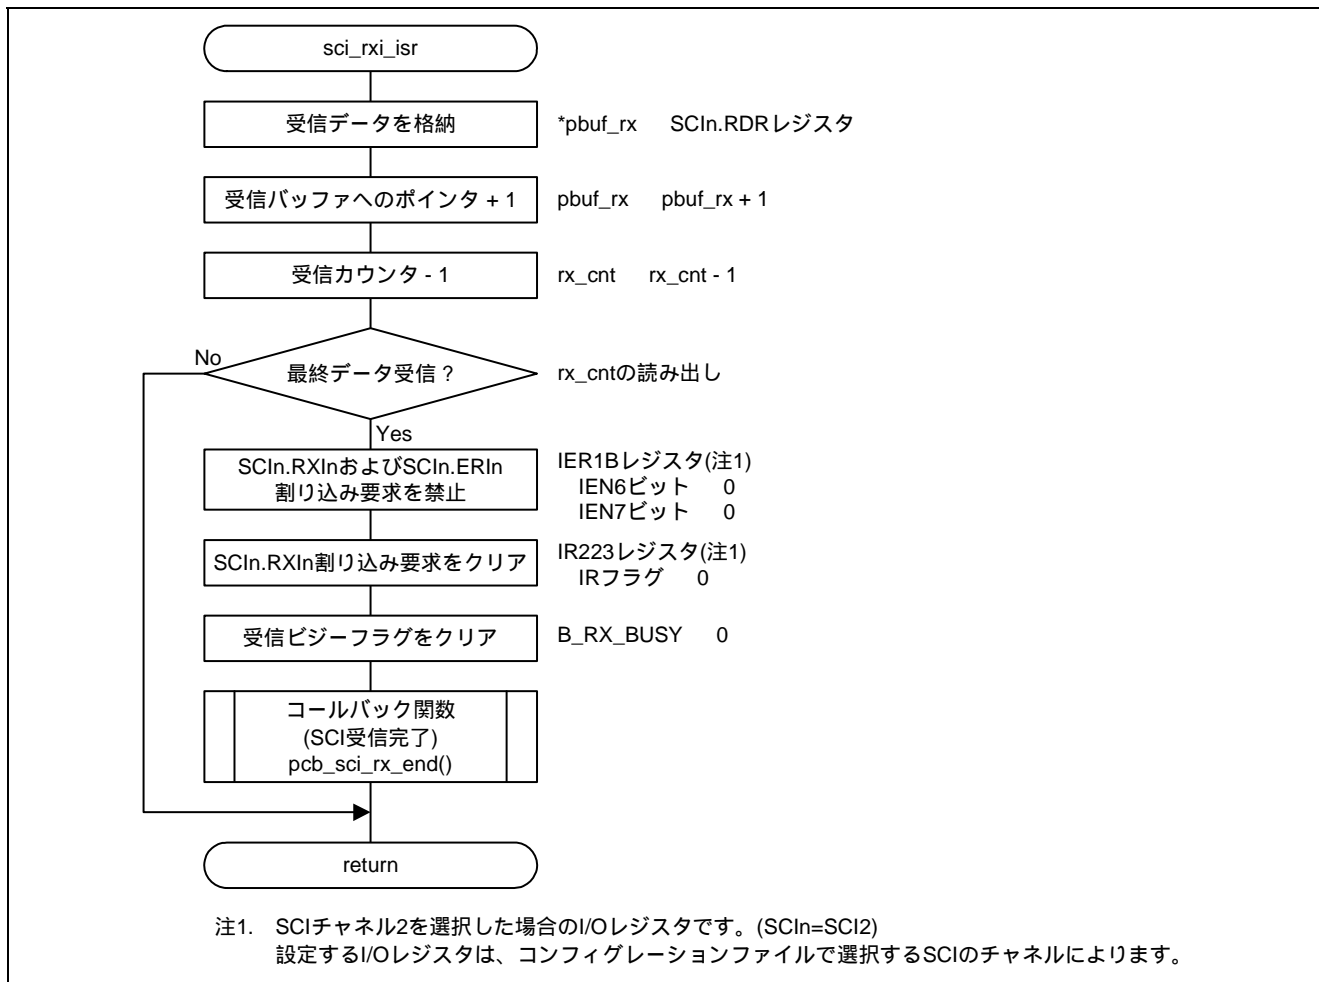 sci_rxi_isr
受信データを格納
*pbuf_rx SCIn.RDRレジスタ
受信バッファへのポインタ + 1
pbuf_rx pbuf_rx + 1
受信カウンタ - 1
rx_cnt rx_cnt - 1
No
最終データ受信？
rx_cntの読み出し
Yes
SCIn.RXInおよびSCIn.ERIn
割り込み要求を禁止
IER1Bレジスタ(注1)
IEN6ビット 0
IEN7ビット 0
SCIn.RXIn割り込み要求をクリア
IR223レジスタ(注1)
IRフラグ 0
受信ビジーフラグをクリア
B_RX_BUSY 0
コールバック関数
(SCI受信完了)
pcb_sci_rx_end()
return
注1. SCIチャネル2を選択した場合のI/Oレジスタです。(SCIn=SCI2)
設定するI/Oレジスタは、コンフィグレーションファイルで選択するSCIのチャネルによります。